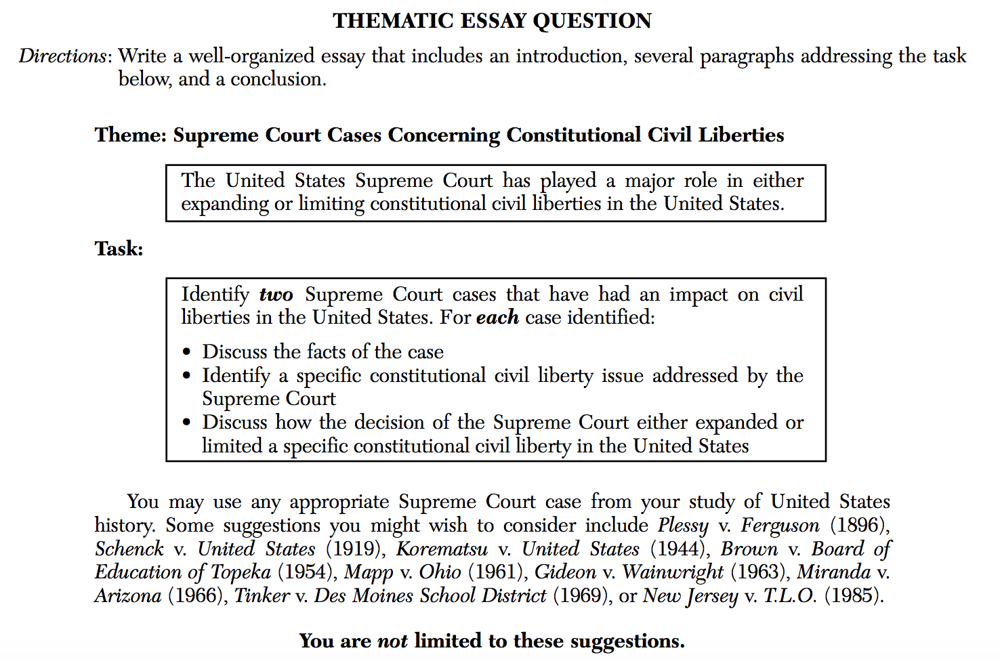 THEMATIC ESSAY QUESTION
Directions: Write a well-organized essay that includes an introduction, several paragraphs addressing the task
below, and a conclusion.
Theme: Supreme Court Cases Concerning Constitutional Civil Liberties
The United States Supreme Court has played a major role in either
expanding or limiting constitutional civil liberties in the United States.
Task:
Identify two Supreme Court cases that have had an impact on civil
liberties in the United States. For each case identified:
• Discuss the facts of the case
• Identify a specific constitutional civil liberty issue addressed by the
Supreme Court
• Discuss how the decision of the Supreme Court either expanded or
limited a specific constitutional civil liberty in the United States
You may use any appropriate Supreme Court case from your study of United States
history. Some suggestions you might wish to consider include Plessy v. Ferguson (1896),
Schenck v. United States (1919), Korematsu v. United States (1944), Brown v. Board of
Education of Topeka (1954), Mapp v. Ohio (1961), Gideon v. Wainwright (1963), Miranda v.
Arizona (1966), Tinker v. Des Moines School District (1969), or New Jersey v. T.L.O. (1985).
You are not limited to these suggestions.